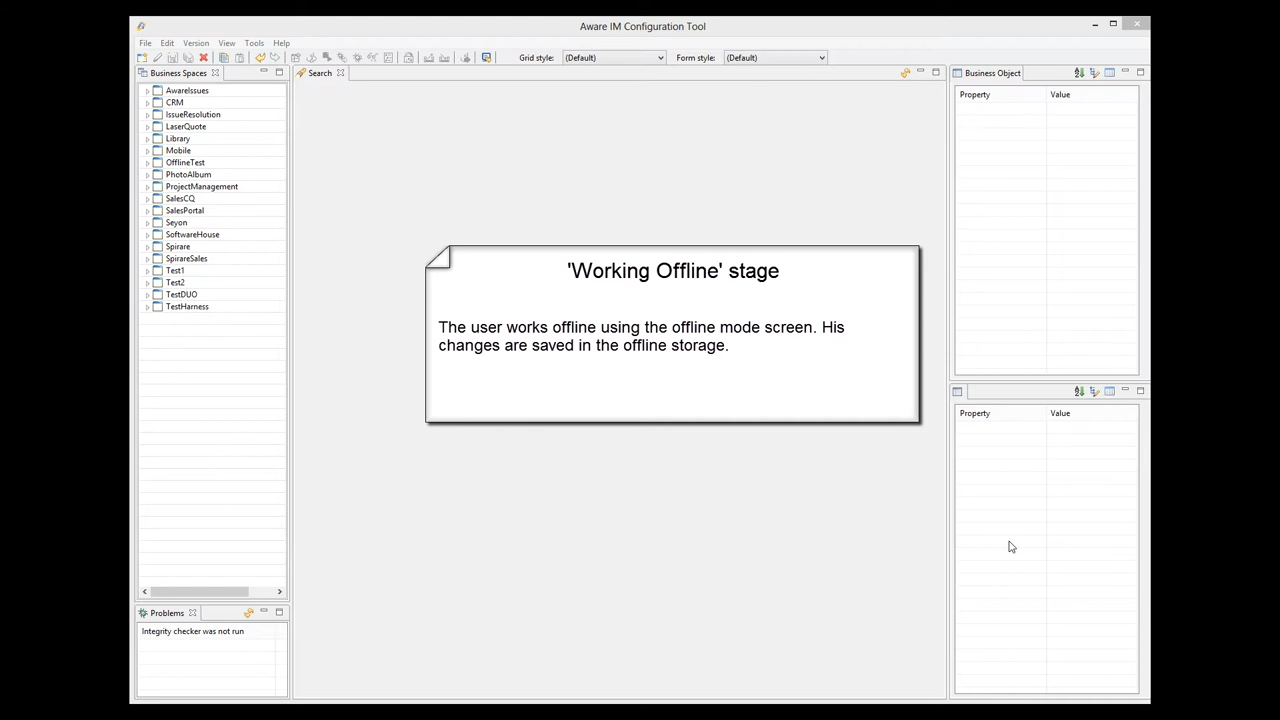 Aware IM Configuration Tool
File Edit Version View Tools Help
Grid style: (Default) Form style: (Default)
Business Spaces
AwareIssues
CRM
IssueResolution
LaserQuote
Library
Mobile
OfflineTest
PhotoAlbum
ProjectManagement
SalesCQ
SalesPortal
Seyon
SoftwareHouse
Spirare
SpirareSales
Test1
Test2
TestDUO
TestHarness
Problems
Integrity checker was not run
Search
'Working Offline' stage
The user works offline using the offline mode screen. His
changes are saved in the offline storage.
Business Object
Property Value
Property Value